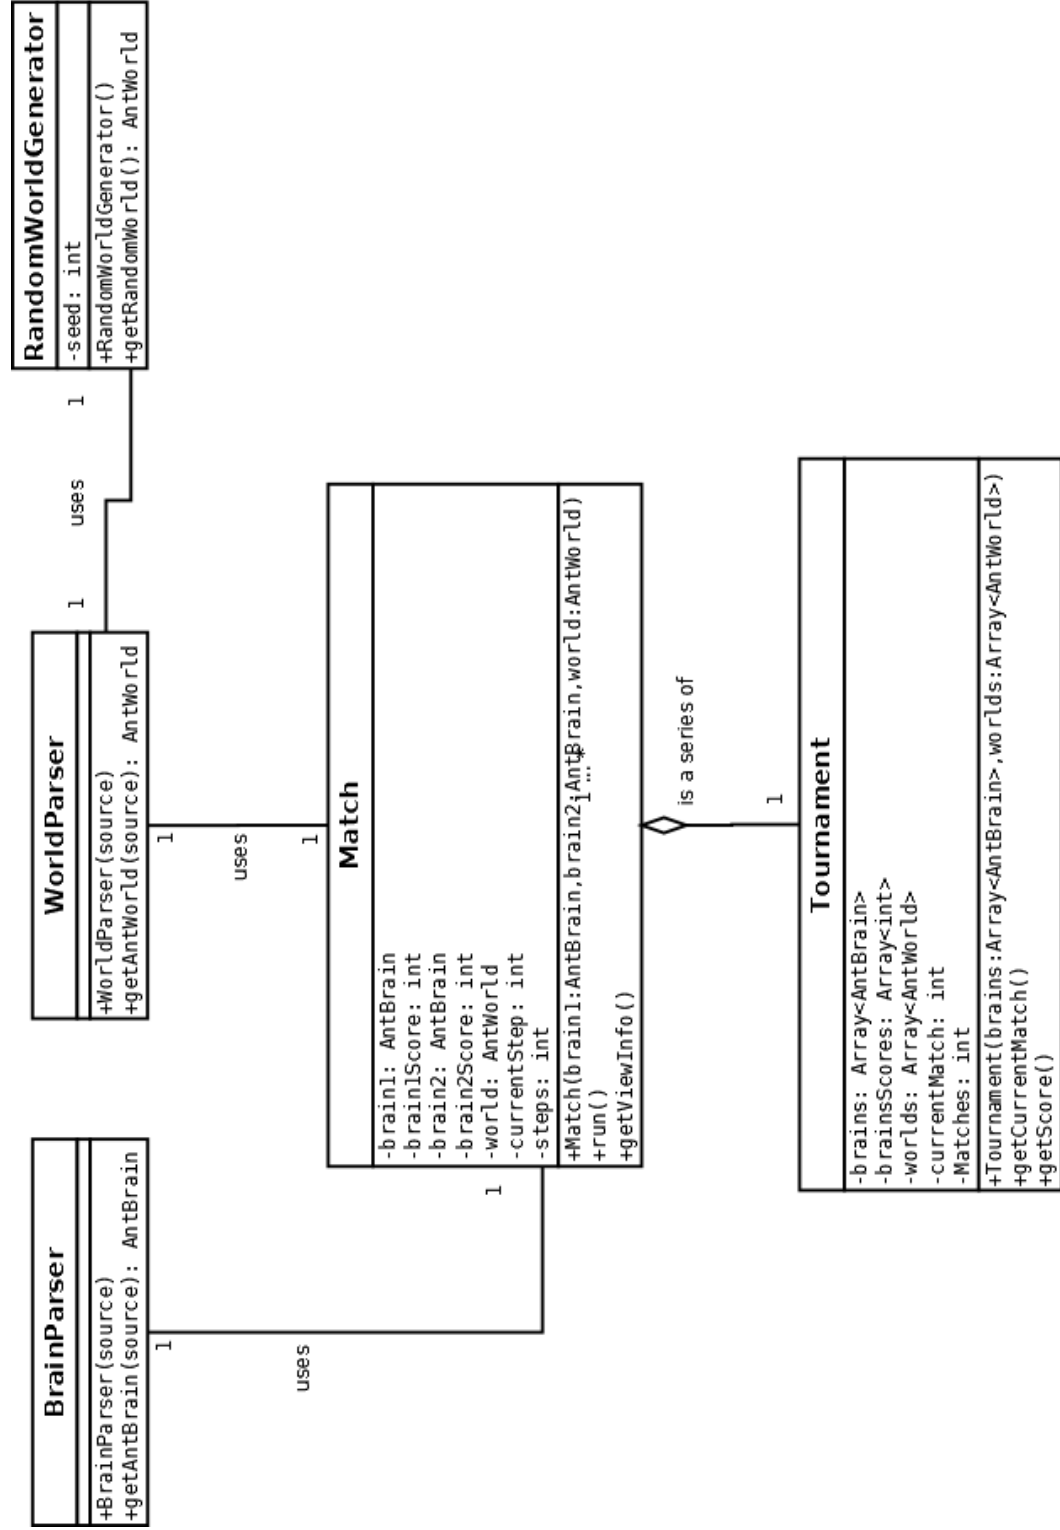 BrainParser
+BrainParser(source)
+getAntBrain(source): AntBrain
WorldParser
+WorldParser(source)
+getAntWorld(source): AntWorld
RandomWorldGenerator
-seed: int
+RandomWorldGenerator()
+getRandomWorld(): AntWorld
1
uses
1
1
uses
1
1
uses
1
Match
-brain1: AntBrain
-brain1Score: int
-brain2: AntBrain
-brain2Score: int
-world: AntWorld
-currentStep: int
-steps: int
+Match(brain1:AntBrain,brain2:AntBrain,world:AntWorld)
+run()
+getViewInfo()
1...*
is a series of
1
Tournament
-brains: Array<AntBrain>
-brainsScores: Array<int>
-worlds: Array<AntWorld>
-currentMatch: int
-Matches: int
+Tournament(brains:Array<AntBrain>,worlds:Array<AntWorld>)
+getCurrentMatch()
+getScore()